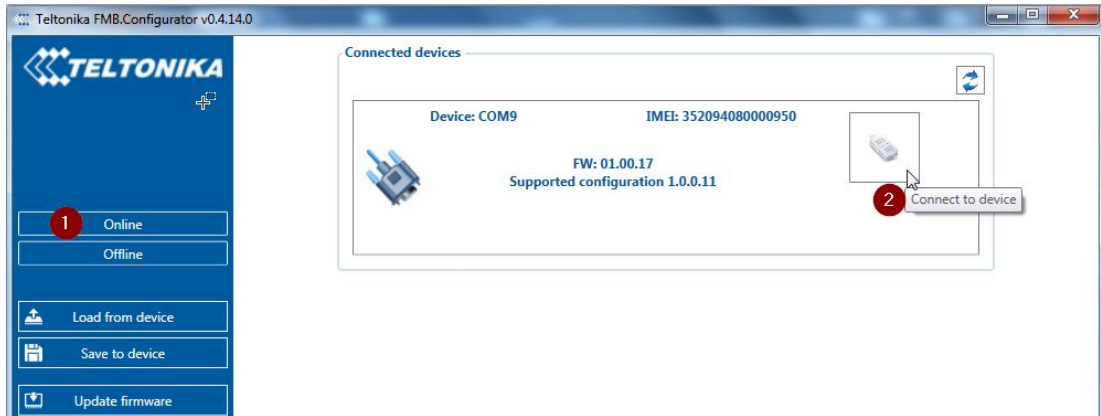 Teltonika FMB.Configurator v0.4.14.0
TELTONIKA
Connected devices
Device: COM9 IMEI: 352094080000950
FW: 01.00.17
Supported configuration 1.0.0.11
2 Connect to device
1 Online
Offline
Load from device
Save to device
Update firmware